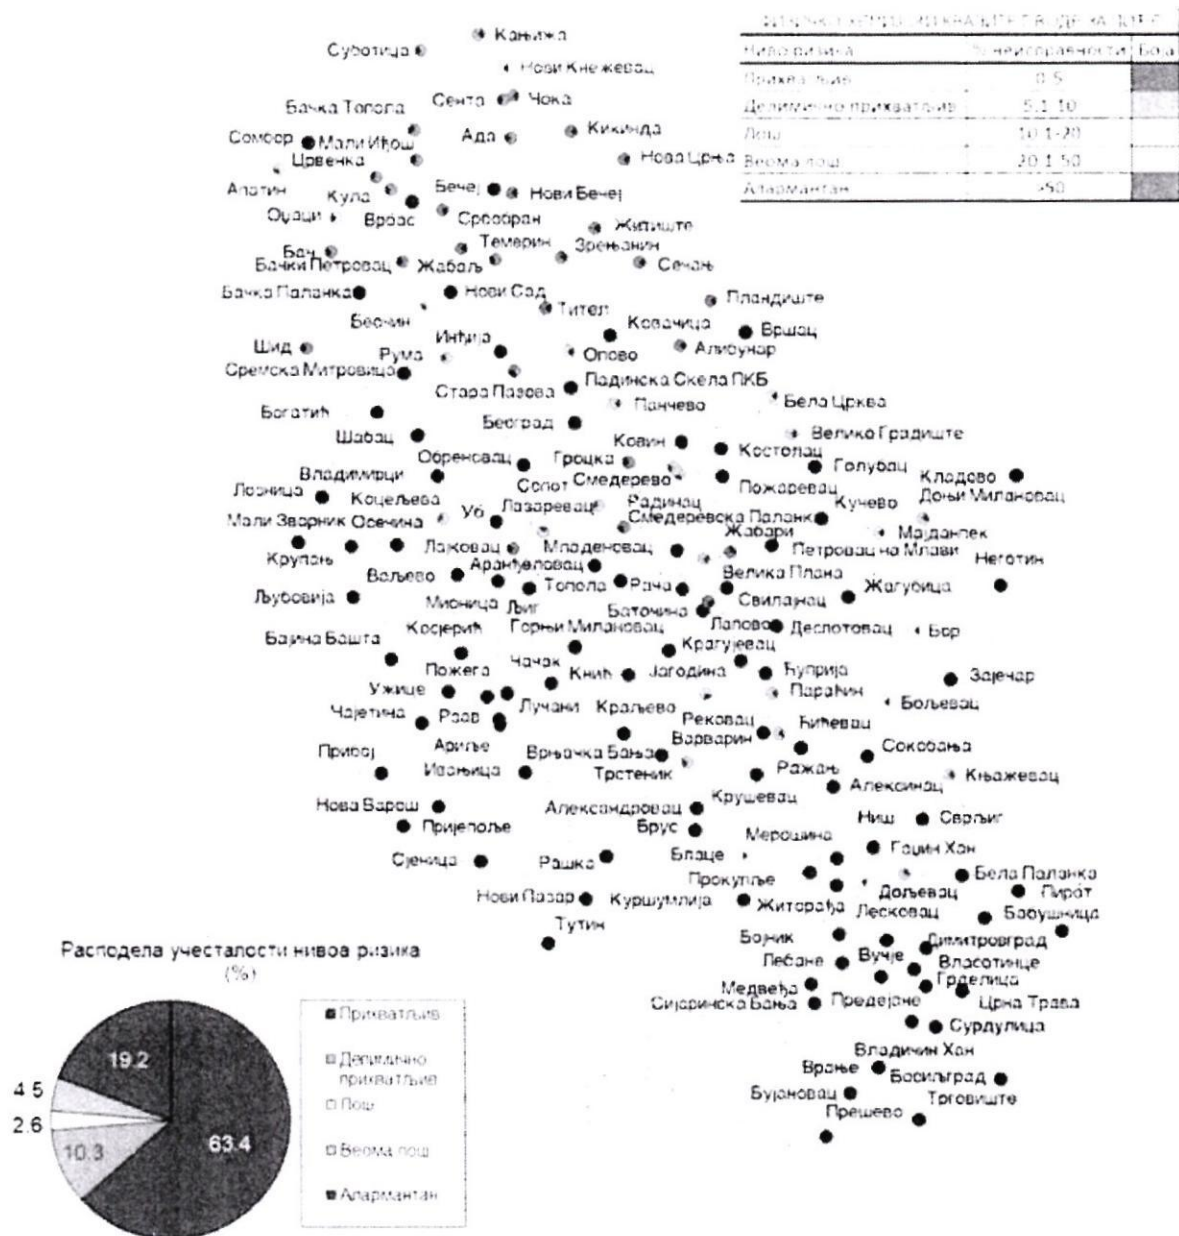 Кањижа
Суботица
Нови Кнежевац
Сента Чока
Бачка Топола
Ада Кикинда
Сомбор Мали Иђош
Црвенка Нова Црња
Апатин Кула Бечеј Нови Бечеј
Оџаци Врбас Србобран Житиште
Бач Темерин Зрењанин
Бачки Петровац Жабаљ Сечањ
Бачка Паланка Нови Сад
Беочин Тител Пландиште
Ковачица Вршац
Инђија
Шид Рума Опово Алибунар
Сремска Митровица
Стара Пазова Падинска Скела ПКБ
Панчево Бела Црква
Богатић Београд
Шабац Ковин Велико Градиште
Обреновац Гроцка Костолац
Владимирци Сопот Смедерево Голубац Кладово
Лозница Коцељева Пожаревац Доњи Милановац
Уб Лазаревац Радинац Кучево
Мали Зворник Осечина Смедеревска Паланка Мајданпек
Жабари
Крупањ Лајковац Младеновац Петровац на Млави
Аранђеловац Неготин
Ваљево Топола Рача Велика Плана
Љубовија Мионица Љиг Свилајнац Жагубица
Баточина
Косјерић Горњи Милановац Лапово Деспотовац Бор
Бајина Башта Крагујевац
Пожега Чачак Кнић Јагодина Ћуприја Зајечар
Ужице
Лучани Краљево Параћин Бољевац
Чајетина Рзав Рековац Ћићевац
Ариље Варварин Сокобања
Прибој Врњачка Бања
Ивањица Трстеник Ражањ Књажевац
Алексинац
Крушевац
Нова Варош Александровац Ниш Сврљиг
Пријепоље Брус Мерошина
Сјеница Рашка Блаце Гаџин Хан
Прокупље Бела Паланка
Дољевац Пирот
Нови Пазар Куршумлија Житорађа
Лесковац Бабушница
Тутин Бојник Димитровград
Лебане Вучје Власотинце
Медвеђа Грделица
Сијаринска Бања Предејане Црна Трава
Сурдулица
Владичин Хан
Врање Босилград
Бујановац Трговиште
Прешево
Ниво ризика % неисправности Боја
Прихватљив 0-5
Делимично прихватљив 5,1-10
Лош 10,1-20
Веома лош 20,1-50
Алармантан >50
Расподела учесталости нивоа ризика
(%)
19.2
4.5
2.6
10.3
63.4
Прихватљив
Делимично
прихватљив
Лош
Веома лош
Алармантан